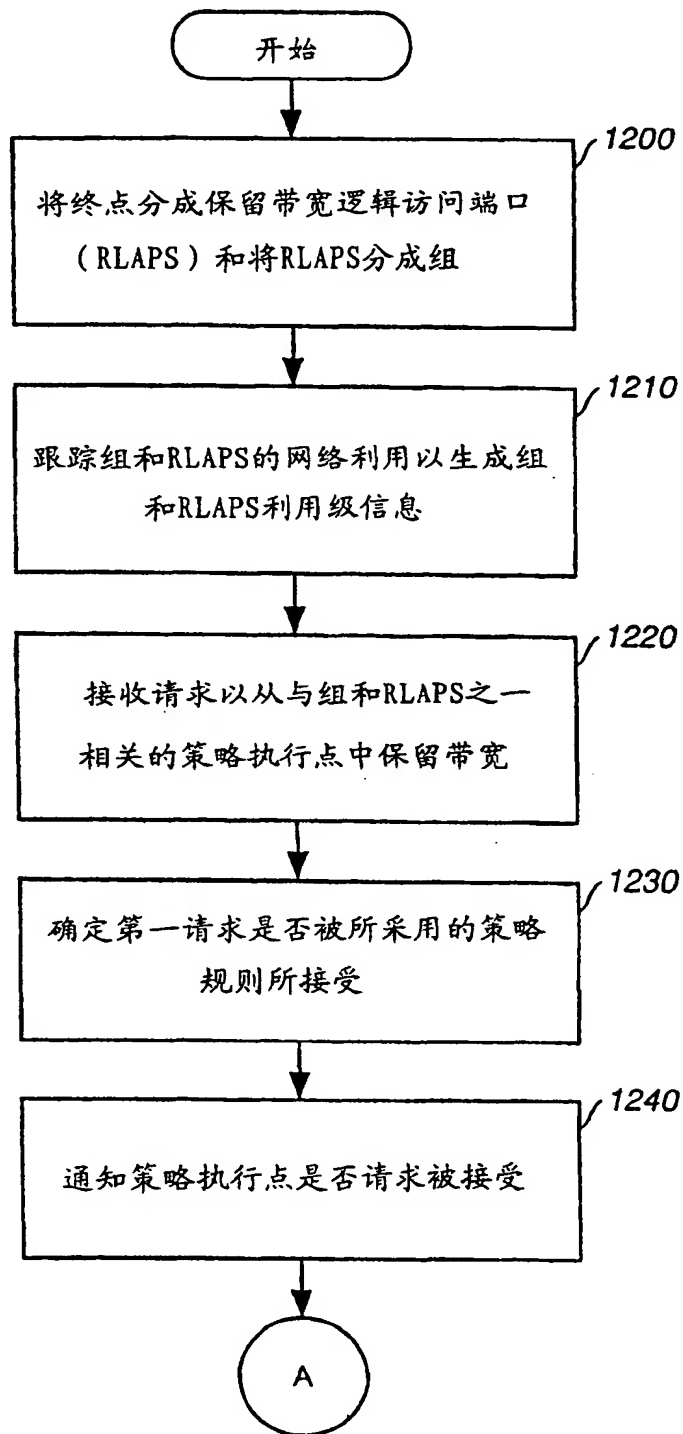 开始
1200
将终点分成保留带宽逻辑访问端口
（RLAPS）和将RLAPS分成组
1210
跟踪组和RLAPS的网络利用以生成组
和RLAPS利用级信息
1220
接收请求以从与组和RLAPS之一
相关的策略执行点中保留带宽
1230
确定第一请求是否被所采用的策略
规则所接受
1240
通知策略执行点是否请求被接受
A